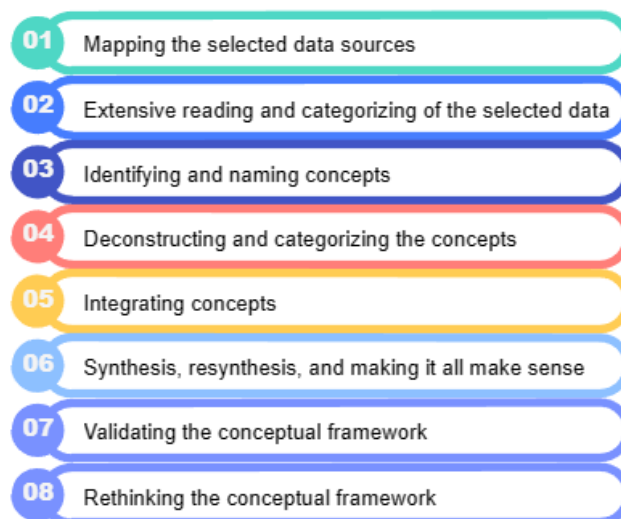 01 Mapping the selected data sources
02 Extensive reading and categorizing of the selected data
03 Identifying and naming concepts
04 Deconstructing and categorizing the concepts
05 Integrating concepts
06 Synthesis, resynthesis, and making it all make sense
07 Validating the conceptual framework
08 Rethinking the conceptual framework